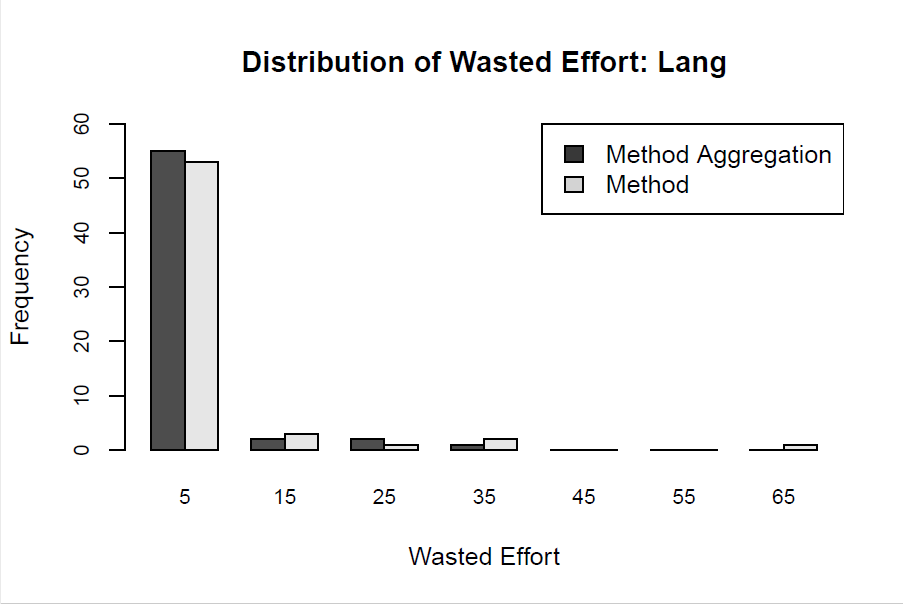 Distribution of Wasted Effort: Lang
Method Aggregation
Method
Frequency
60
50
40
30
20
10
0
5 15 25 35 45 55 65
Wasted Effort